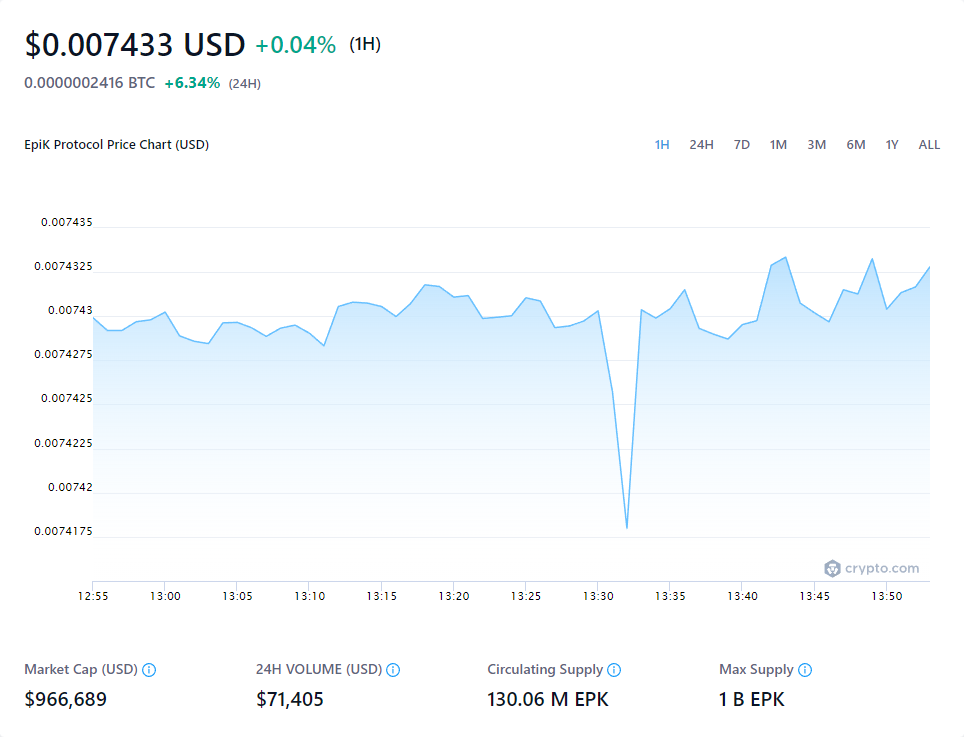 $0.007433 USD +0.04% (1H)
0.0000002416 BTC +6.34% (24H)
EpiK Protocol Price Chart (USD) 1H 24H 7D 1M 3M 6M 1Y ALL
0.007435
0.0074325
0.00743
0.0074275
0.007425
0.0074225
0.00742
0.0074175
crypto.com
12:55 13:00 13:05 13:10 13:15 13:20 13:25 13:30 13:35 13:40 13:45 13:50
Market Cap (USD) 24H VOLUME (USD) Circulating Supply Max Supply
$966,689 $71,405 130.06 M EPK 1 B EPK